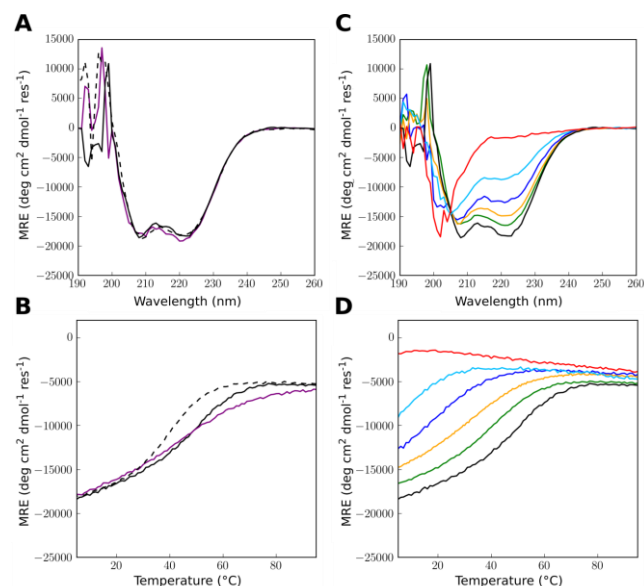 A
C
15000
10000
5000
0
−5000
−10000
−15000
−20000
−25000
MRE (deg cm2 dmol-1 res-1)
190 200 210 220 230 240 250 260
Wavelength (nm)
15000
10000
5000
0
−5000
−10000
−15000
−20000
−25000
MRE (deg cm2 dmol-1 res-1)
190 200 210 220 230 240 250 260
Wavelength (nm)
B
D
0
−5000
−10000
−15000
−20000
−25000
MRE (deg cm2 dmol-1 res-1)
20 40 60 80
Temperature (°C)
0
−5000
−10000
−15000
−20000
−25000
MRE (deg cm2 dmol-1 res-1)
20 40 60 80
Temperature (°C)